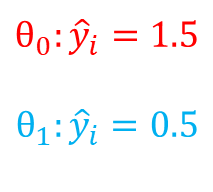 θ₀: ŷᵢ = 1.5
θ₁: ŷᵢ = 0.5